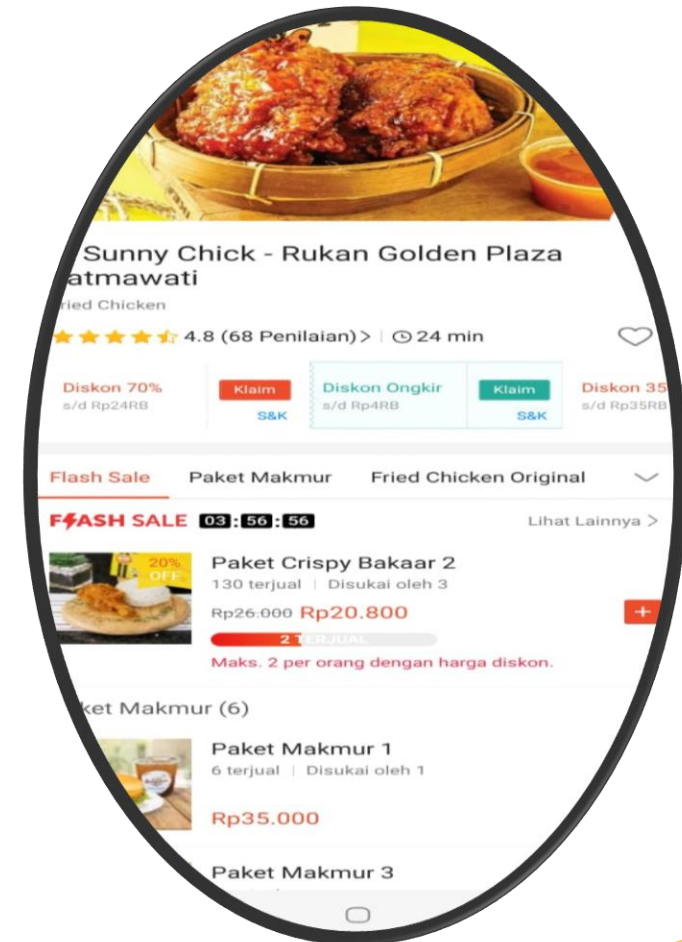 Sunny Chick - Rukan Golden Plaza
atmawati
ried Chicken
4.8 (68 Penilaian) > | 24 min
Diskon 70%
s/d Rp24RB
Klaim
S&K
Diskon Ongkir
s/d Rp4RB
Klaim
S&K
Diskon 35
s/d Rp35RB
Flash Sale Paket Makmur Fried Chicken Original
FLASH SALE 03:56:56 Lihat Lainnya >
20%
OFF
Paket Crispy Bakaar 2
130 terjual | Disukai oleh 3
Rp26.000 Rp20.800
+
2 TERJUAL
Maks. 2 per orang dengan harga diskon.
ket Makmur (6)
Paket Makmur 1
6 terjual | Disukai oleh 1
Rp35.000
Paket Makmur 3